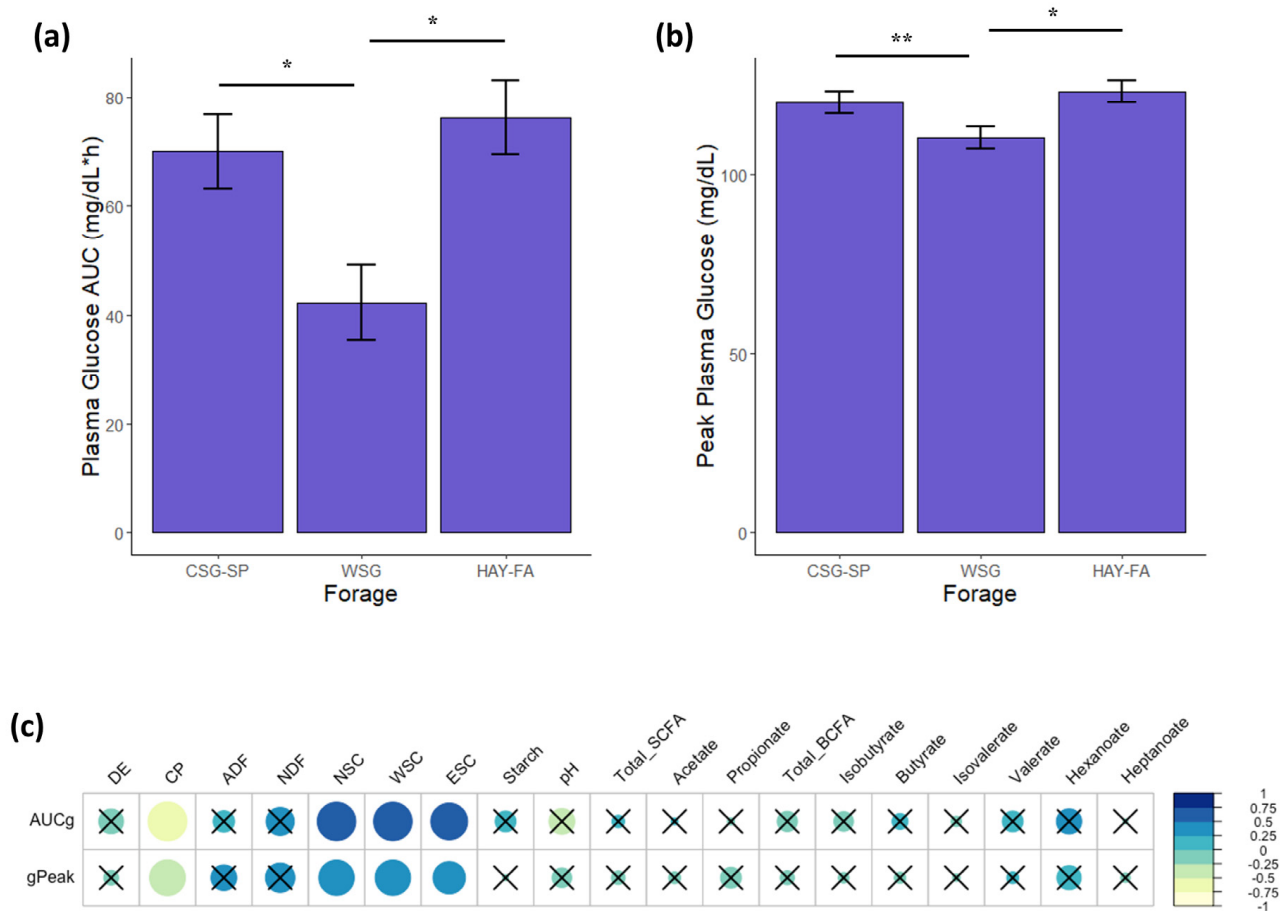 (a)
*
*
Plasma Glucose AUC (mg/dL*h)
80
60
40
20
0
CSG-SP WSG HAY-FA
Forage
(b)
**
*
Peak Plasma Glucose (mg/dL)
100
50
0
CSG-SP WSG HAY-FA
Forage
(c)
DE CP ADF NDF NSC WSC ESC Starch pH Total_SCFA Acetate Propionate Total_BCFA Isobutyrate Butyrate Isovalerate Valerate Hexanoate Heptanoate
AUCg
gPeak
1
0.75
0.5
0.25
0
-0.25
-0.5
-0.75
-1